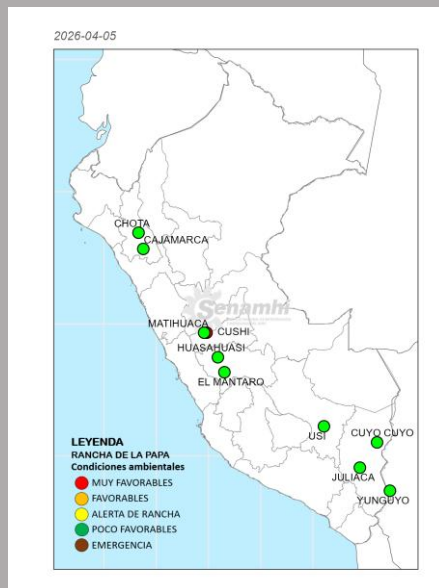 2026-04-05
CHOTA
CAJAMARCA
Senamhi
MATIHUACA
CUSHI
HUASAHUASI
EL MANTARO
USI
CUYO CUYO
JULIACA
YUNGUYO
LEYENDA
RANCHA DE LA PAPA
Condiciones ambientales
MUY FAVORABLES
FAVORABLES
ALERTA DE RANCHA
POCO FAVORABLES
EMERGENCIA